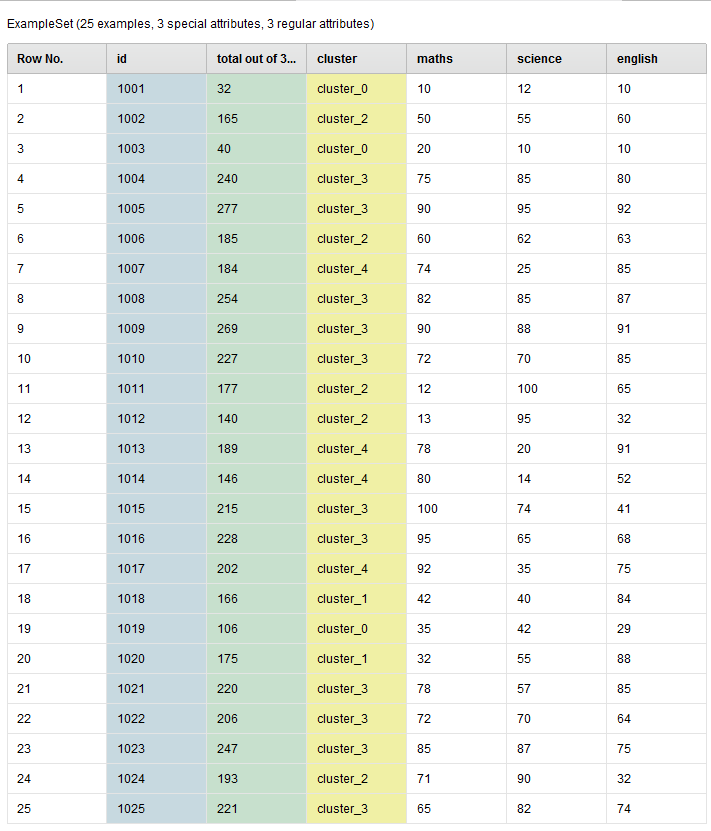 ExampleSet (25 examples, 3 special attributes, 3 regular attributes)
Row No. id total out of 3... cluster maths science english
1 1001 32 cluster_0 10 12 10
2 1002 165 cluster_2 50 55 60
3 1003 40 cluster_0 20 10 10
4 1004 240 cluster_3 75 85 80
5 1005 277 cluster_3 90 95 92
6 1006 185 cluster_2 60 62 63
7 1007 184 cluster_4 74 25 85
8 1008 254 cluster_3 82 85 87
9 1009 269 cluster_3 90 88 91
10 1010 227 cluster_3 72 70 85
11 1011 177 cluster_2 12 100 65
12 1012 140 cluster_2 13 95 32
13 1013 189 cluster_4 78 20 91
14 1014 146 cluster_4 80 14 52
15 1015 215 cluster_3 100 74 41
16 1016 228 cluster_3 95 65 68
17 1017 202 cluster_4 92 35 75
18 1018 166 cluster_1 42 40 84
19 1019 106 cluster_0 35 42 29
20 1020 175 cluster_1 32 55 88
21 1021 220 cluster_3 78 57 85
22 1022 206 cluster_3 72 70 64
23 1023 247 cluster_3 85 87 75
24 1024 193 cluster_2 71 90 32
25 1025 221 cluster_3 65 82 74